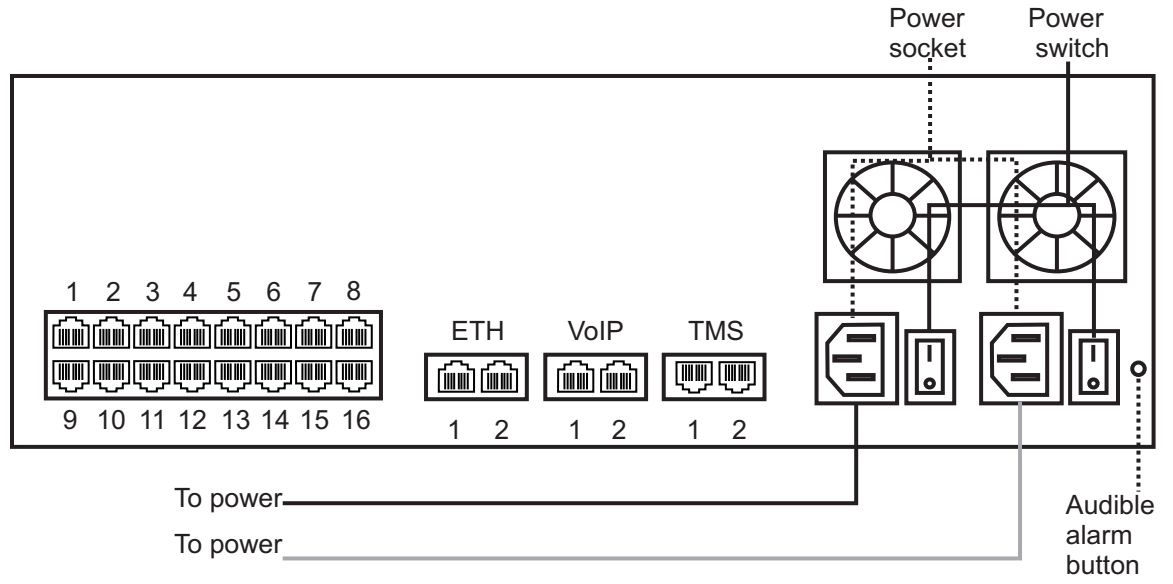 Power
socket
Power
switch
1 2 3 4 5 6 7 8
9 10 11 12 13 14 15 16
ETH VoIP TMS
1 2 1 2 1 2
To power
To power
Audible
alarm
button